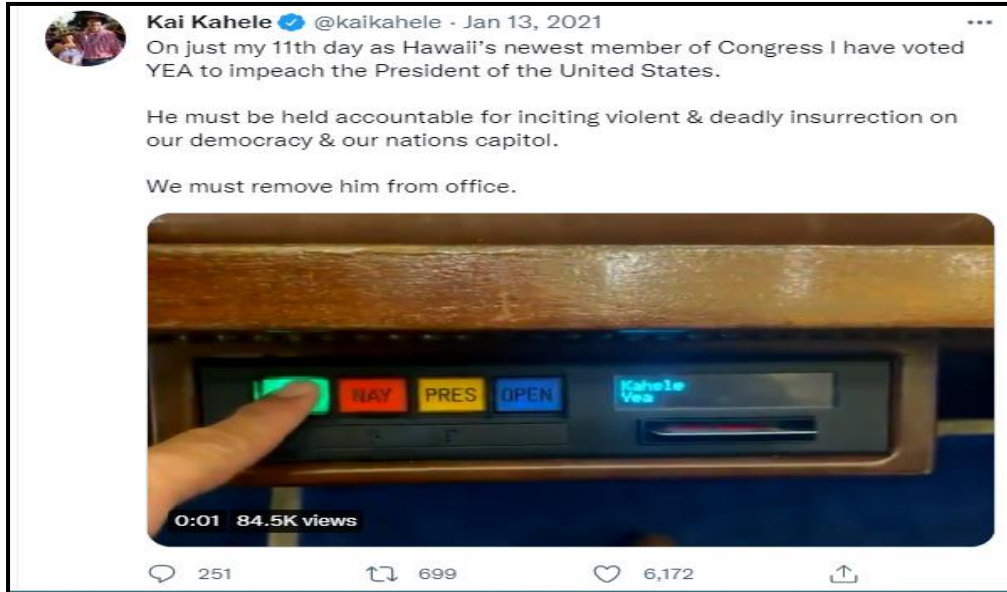 Kai Kahele @kaikahele · Jan 13, 2021
On just my 11th day as Hawaii's newest member of Congress I have voted
YEA to impeach the President of the United States.
He must be held accountable for inciting violent & deadly insurrection on
our democracy & our nations capitol.
We must remove him from office.
NAY PRES OPEN
Kahele
Yea
0:01 84.5K views
251 699 6,172